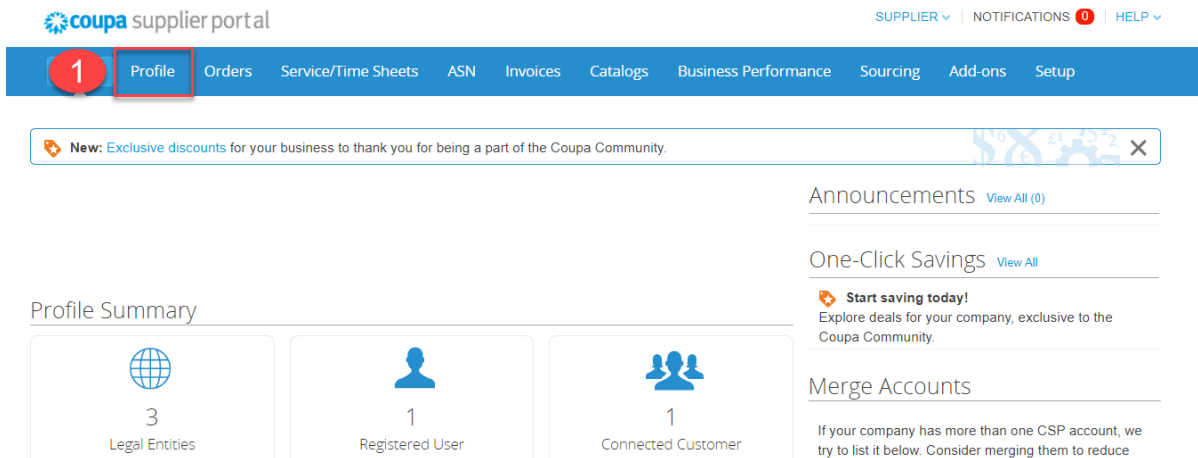 coupa supplier portal
SUPPLIER NOTIFICATIONS 0 HELP
1 Profile Orders Service/Time Sheets ASN Invoices Catalogs Business Performance Sourcing Add-ons Setup
New: Exclusive discounts for your business to thank you for being a part of the Coupa Community.
Announcements View All (0)
One-Click Savings View All
Start saving today!
Explore deals for your company, exclusive to the
Coupa Community.
Profile Summary
3
Legal Entities
1
Registered User
1
Connected Customer
Merge Accounts
If your company has more than one CSP account, we
try to list it below. Consider merging them to reduce